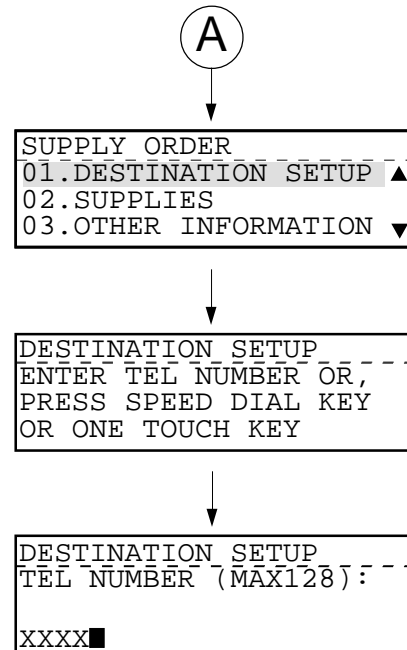 A
SUPPLY ORDER
01.DESTINATION SETUP ▲
02.SUPPLIES
03.OTHER INFORMATION ▼
DESTINATION SETUP
ENTER TEL NUMBER OR,
PRESS SPEED DIAL KEY
OR ONE TOUCH KEY
DESTINATION SETUP
TEL NUMBER (MAX128):
XXXX